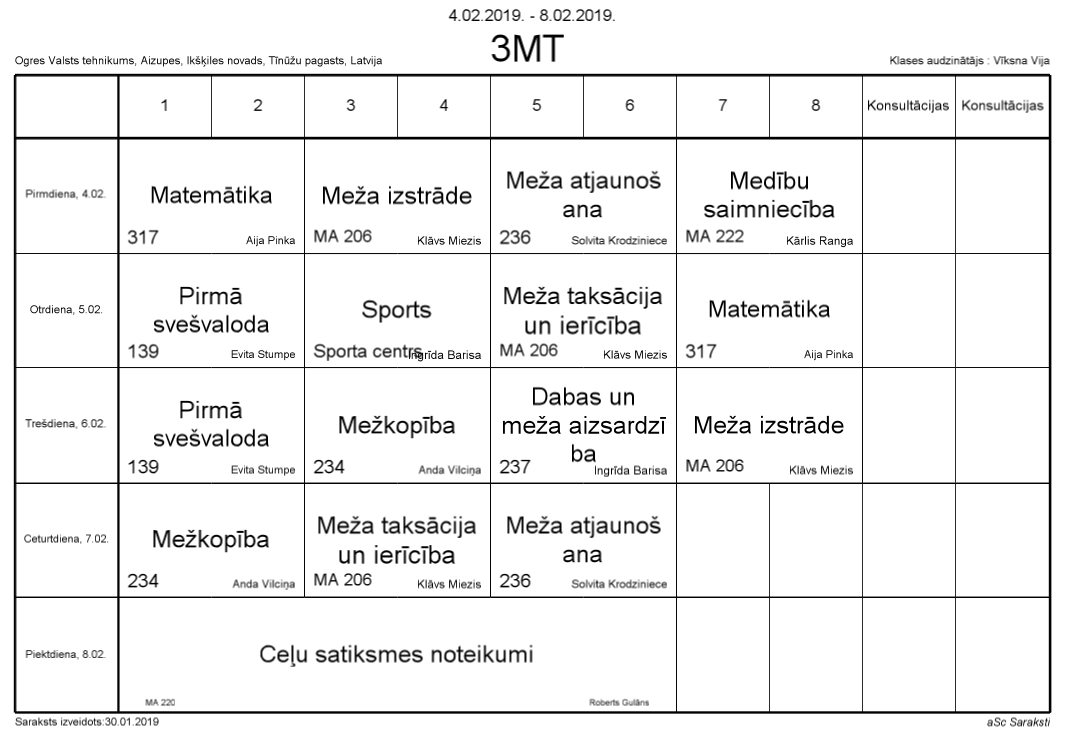 4.02.2019. - 8.02.2019.
3MT
Ogres Valsts tehnikums, Aizupes, Ikšķiles novads, Tīnūžu pagasts, Latvija
Klases audzinātājs : Vīksna Vija
1 2 3 4 5 6 7 8 Konsultācijas Konsultācijas
Pirmdiena, 4.02.
Matemātika
317 Aija Pinka
Meža izstrāde
MA 206 Klāvs Miezis
Meža atjaunoš
ana
236 Solvita Krodziniece
Medību
saimniecība
MA 222 Kārlis Ranga
Otrdiena, 5.02.
Pirmā
svešvaloda
139 Evita Stumpe
Sports
Sporta centrs Ingrīda Barisa
Meža taksācija
un ierīcība
MA 206 Klāvs Miezis
Matemātika
317 Aija Pinka
Trešdiena, 6.02.
Pirmā
svešvaloda
139 Evita Stumpe
Mežkopība
234 Anda Vilciņa
Dabas un
meža aizsardzī
ba
237 Ingrīda Barisa
Meža izstrāde
MA 206 Klāvs Miezis
Ceturtdiena, 7.02.
Mežkopība
234 Anda Vilciņa
Meža taksācija
un ierīcība
MA 206 Klāvs Miezis
Meža atjaunoš
ana
236 Solvita Krodziniece
Piektdiena, 8.02.
Ceļu satiksmes noteikumi
MA 220 Roberts Gulāns
Saraksts izveidots:30.01.2019
aSc Saraksti